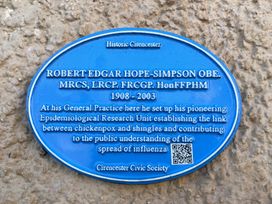 Historic Cirencester
ROBERT EDGAR HOPE-SIMPSON OBE.
MRCS, LRCP. FRCGP. HonFFPHM
1908 - 2003
At his General Practice here he set up his pioneering
Epidemiological Research Unit establishing the link
between chickenpox and shingles and contributing
to the public understanding of the
spread of influenza
Cirencester Civic Society